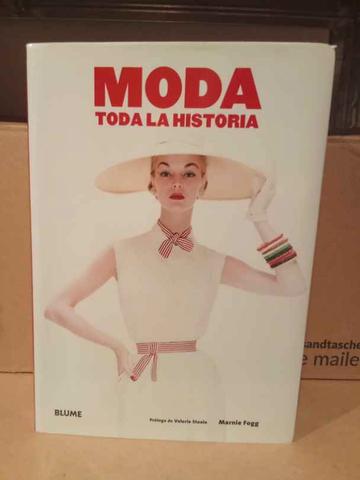 MODA
TODA LA HISTORIA
andtasche
e maile
BLUME
Prólogo de Valerie Steele
Marnie Fogg